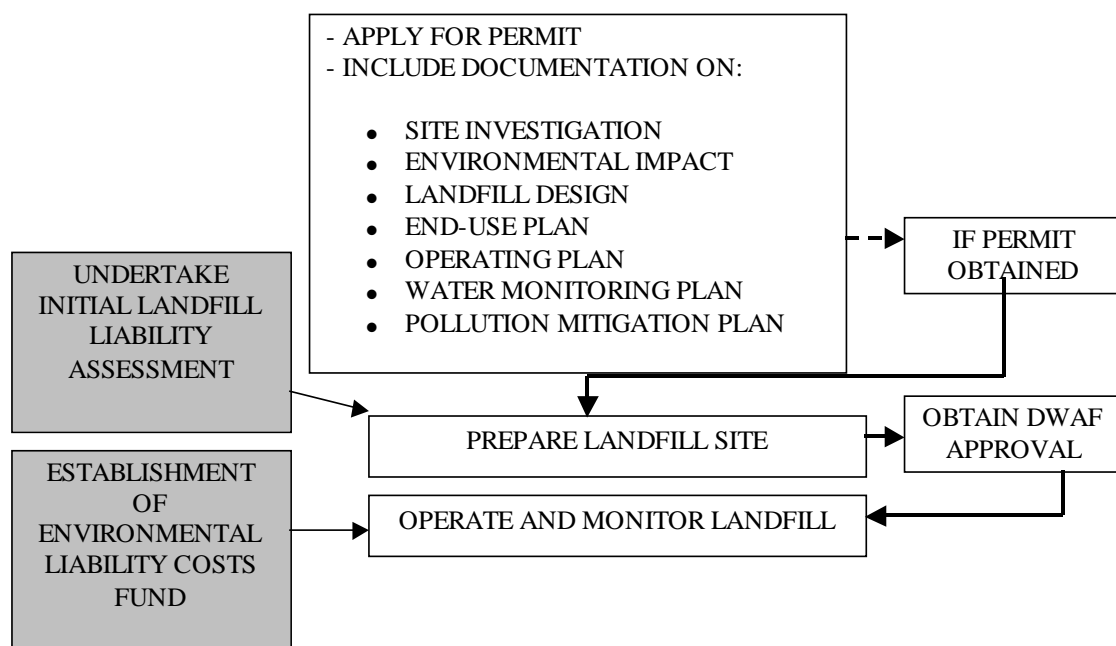 - APPLY FOR PERMIT
- INCLUDE DOCUMENTATION ON:
● SITE INVESTIGATION
● ENVIRONMENTAL IMPACT
● LANDFILL DESIGN
● END-USE PLAN
● OPERATING PLAN
● WATER MONITORING PLAN
● POLLUTION MITIGATION PLAN
IF PERMIT
OBTAINED
UNDERTAKE
INITIAL LANDFILL
LIABILITY
ASSESSMENT
PREPARE LANDFILL SITE
OBTAIN DWAF
APPROVAL
ESTABLISHMENT
OF
ENVIRONMENTAL
LIABILITY COSTS
FUND
OPERATE AND MONITOR LANDFILL